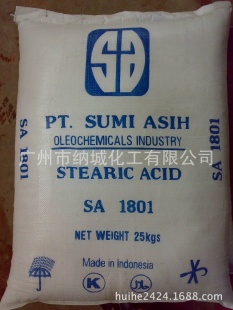 SA
PT. SUMI ASIH
OLEOCHEMICALS INDUSTRY
广州市纳城化工有限公司
STEARIC ACID
SA 1801
SA 1801
SA 1801
NET WEIGHT 25kgs
Made in Indonesia
K
huihe2424.1688.com